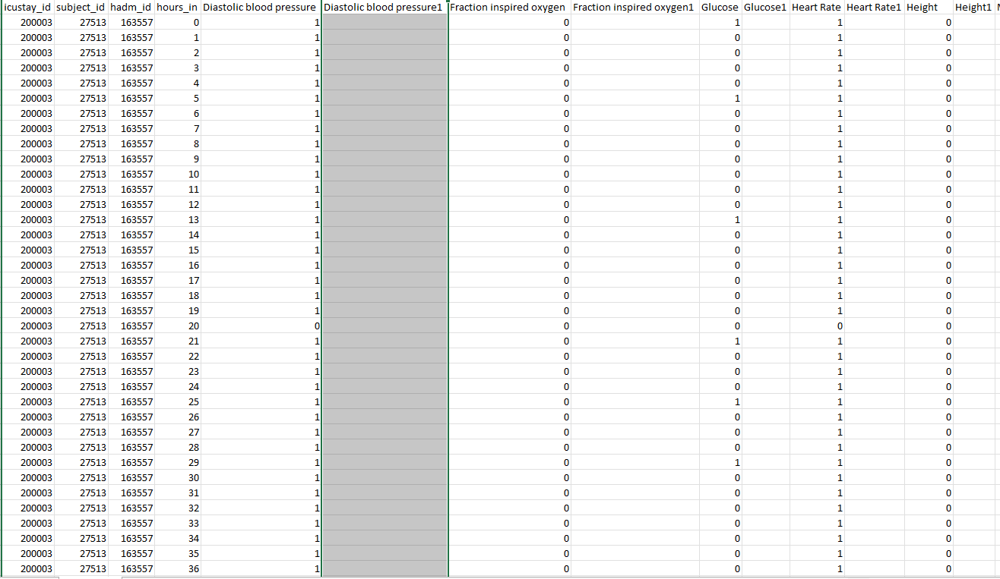 icustay_id subject_id hadm_id hours_in Diastolic blood pressure Diastolic blood pressure1 Fraction inspired oxygen Fraction inspired oxygen1 Glucose Glucose1 Heart Rate Heart Rate1 Height Height1
200003 27513 163557 0 1 0 1 1 0
200003 27513 163557 1 1 0 0 1 0
200003 27513 163557 2 1 0 0 1 0
200003 27513 163557 3 1 0 0 1 0
200003 27513 163557 4 1 0 0 1 0
200003 27513 163557 5 1 0 1 1 0
200003 27513 163557 6 1 0 0 1 0
200003 27513 163557 7 1 0 0 1 0
200003 27513 163557 8 1 0 0 1 0
200003 27513 163557 9 1 0 0 1 0
200003 27513 163557 10 1 0 0 1 0
200003 27513 163557 11 1 0 0 1 0
200003 27513 163557 12 1 0 0 1 0
200003 27513 163557 13 1 0 1 1 0
200003 27513 163557 14 1 0 0 1 0
200003 27513 163557 15 1 0 0 1 0
200003 27513 163557 16 1 0 0 1 0
200003 27513 163557 17 1 0 0 1 0
200003 27513 163557 18 1 0 0 1 0
200003 27513 163557 19 1 0 0 1 0
200003 27513 163557 20 0 0 0 0 0
200003 27513 163557 21 1 0 1 1 0
200003 27513 163557 22 1 0 0 1 0
200003 27513 163557 23 1 0 0 1 0
200003 27513 163557 24 1 0 0 1 0
200003 27513 163557 25 1 0 1 1 0
200003 27513 163557 26 1 0 0 1 0
200003 27513 163557 27 1 0 0 1 0
200003 27513 163557 28 1 0 0 1 0
200003 27513 163557 29 1 0 1 1 0
200003 27513 163557 30 1 0 0 1 0
200003 27513 163557 31 1 0 0 1 0
200003 27513 163557 32 1 0 0 1 0
200003 27513 163557 33 1 0 0 1 0
200003 27513 163557 34 1 0 0 1 0
200003 27513 163557 35 1 0 0 1 0
200003 27513 163557 36 1 0 0 1 0